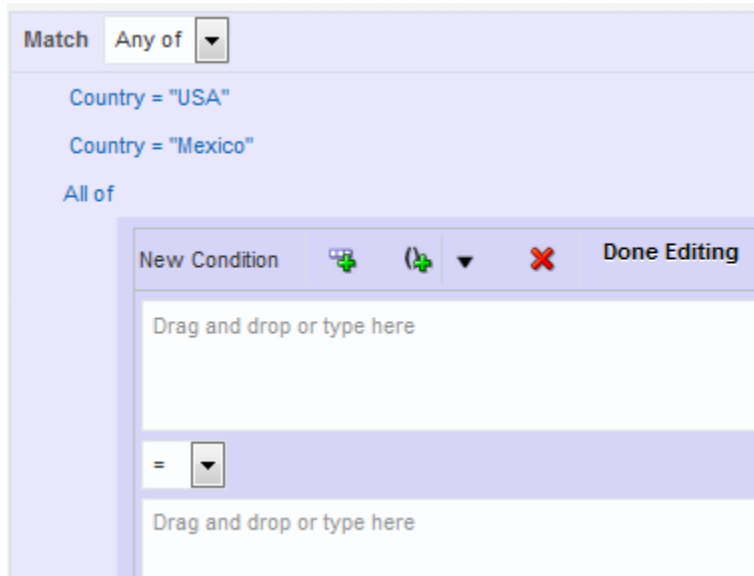 Match Any of
Country = "USA"
Country = "Mexico"
All of
New Condition Done Editing
Drag and drop or type here
=
Drag and drop or type here